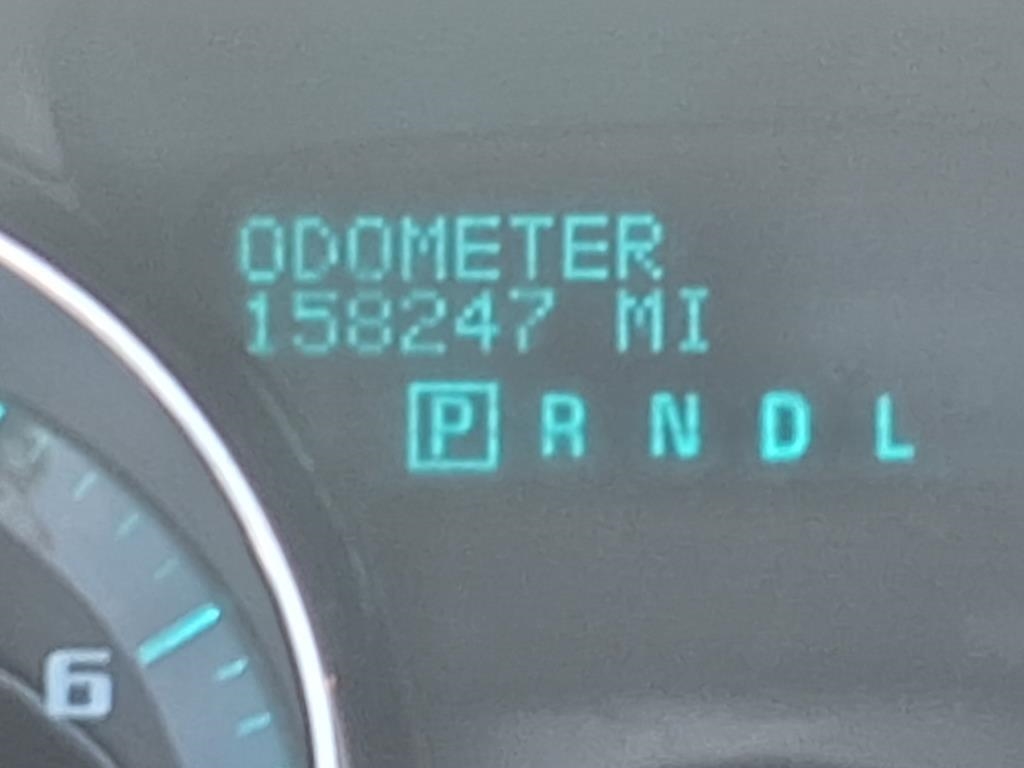 ODOMETER
158247 MI
P R N D L
6